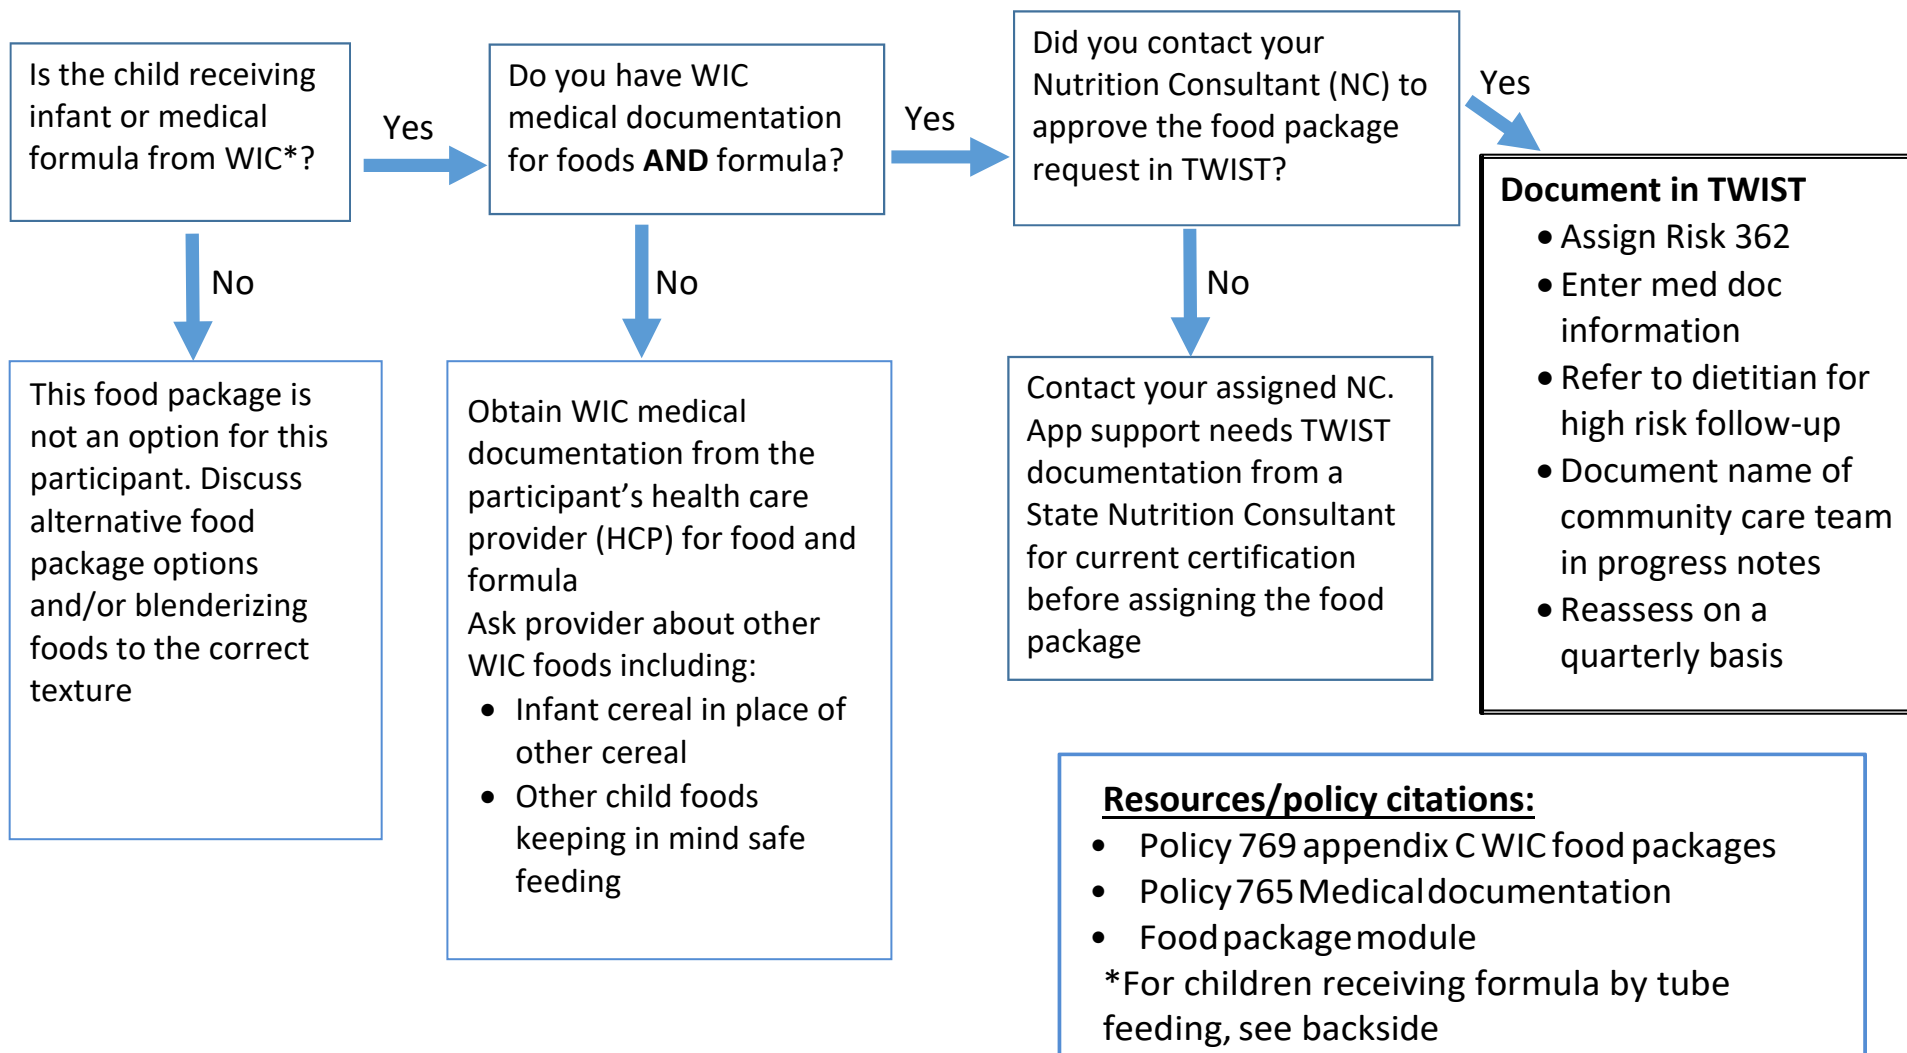 Is the child receiving
infant or medical
formula from WIC*?
Yes
Do you have WIC
medical documentation
for foods AND formula?
Yes
Did you contact your
Nutrition Consultant (NC) to
approve the food package
request in TWIST?
Yes
No
This food package is
not an option for this
participant. Discuss
alternative food
package options
and/or blenderizing
foods to the correct
texture
No
Obtain WIC medical
documentation from the
participant’s health care
provider (HCP) for food and
formula
Ask provider about other
WIC foods including:
• Infant cereal in place of
other cereal
• Other child foods
keeping in mind safe
feeding
No
Contact your assigned NC.
App support needs TWIST
documentation from a
State Nutrition Consultant
for current certification
before assigning the food
package
Document in TWIST
• Assign Risk 362
• Enter med doc
information
• Refer to dietitian for
high risk follow-up
• Document name of
community care team
in progress notes
• Reassess on a
quarterly basis
Resources/policy citations:
• Policy 769 appendix C WIC food packages
• Policy 765 Medical documentation
• Food package module
*For children receiving formula by tube
feeding, see backside